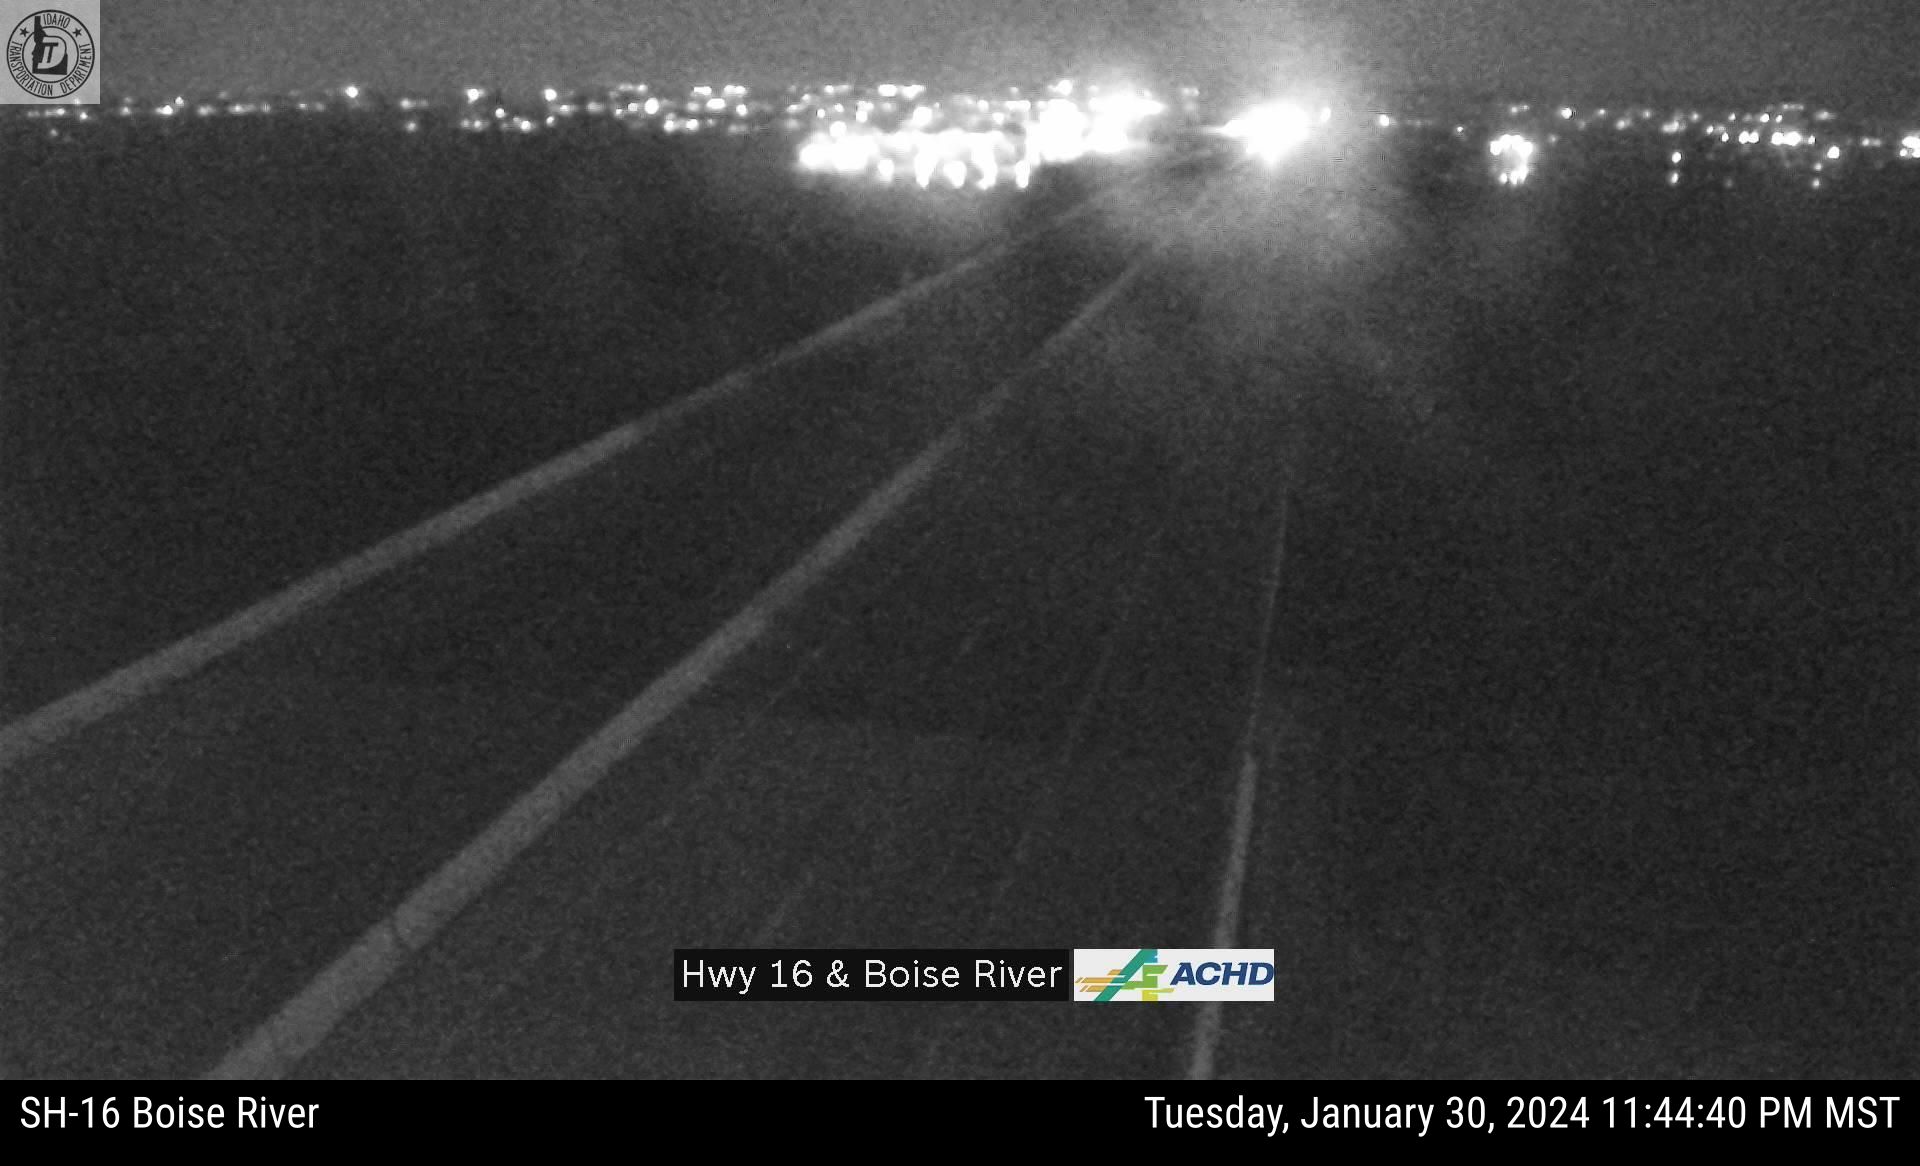 IDAHO
TRANSPORTATION DEPARTMENT
Hwy 16 & Boise River
ACHD
SH-16 Boise River
Tuesday, January 30, 2024 11:44:40 PM MST